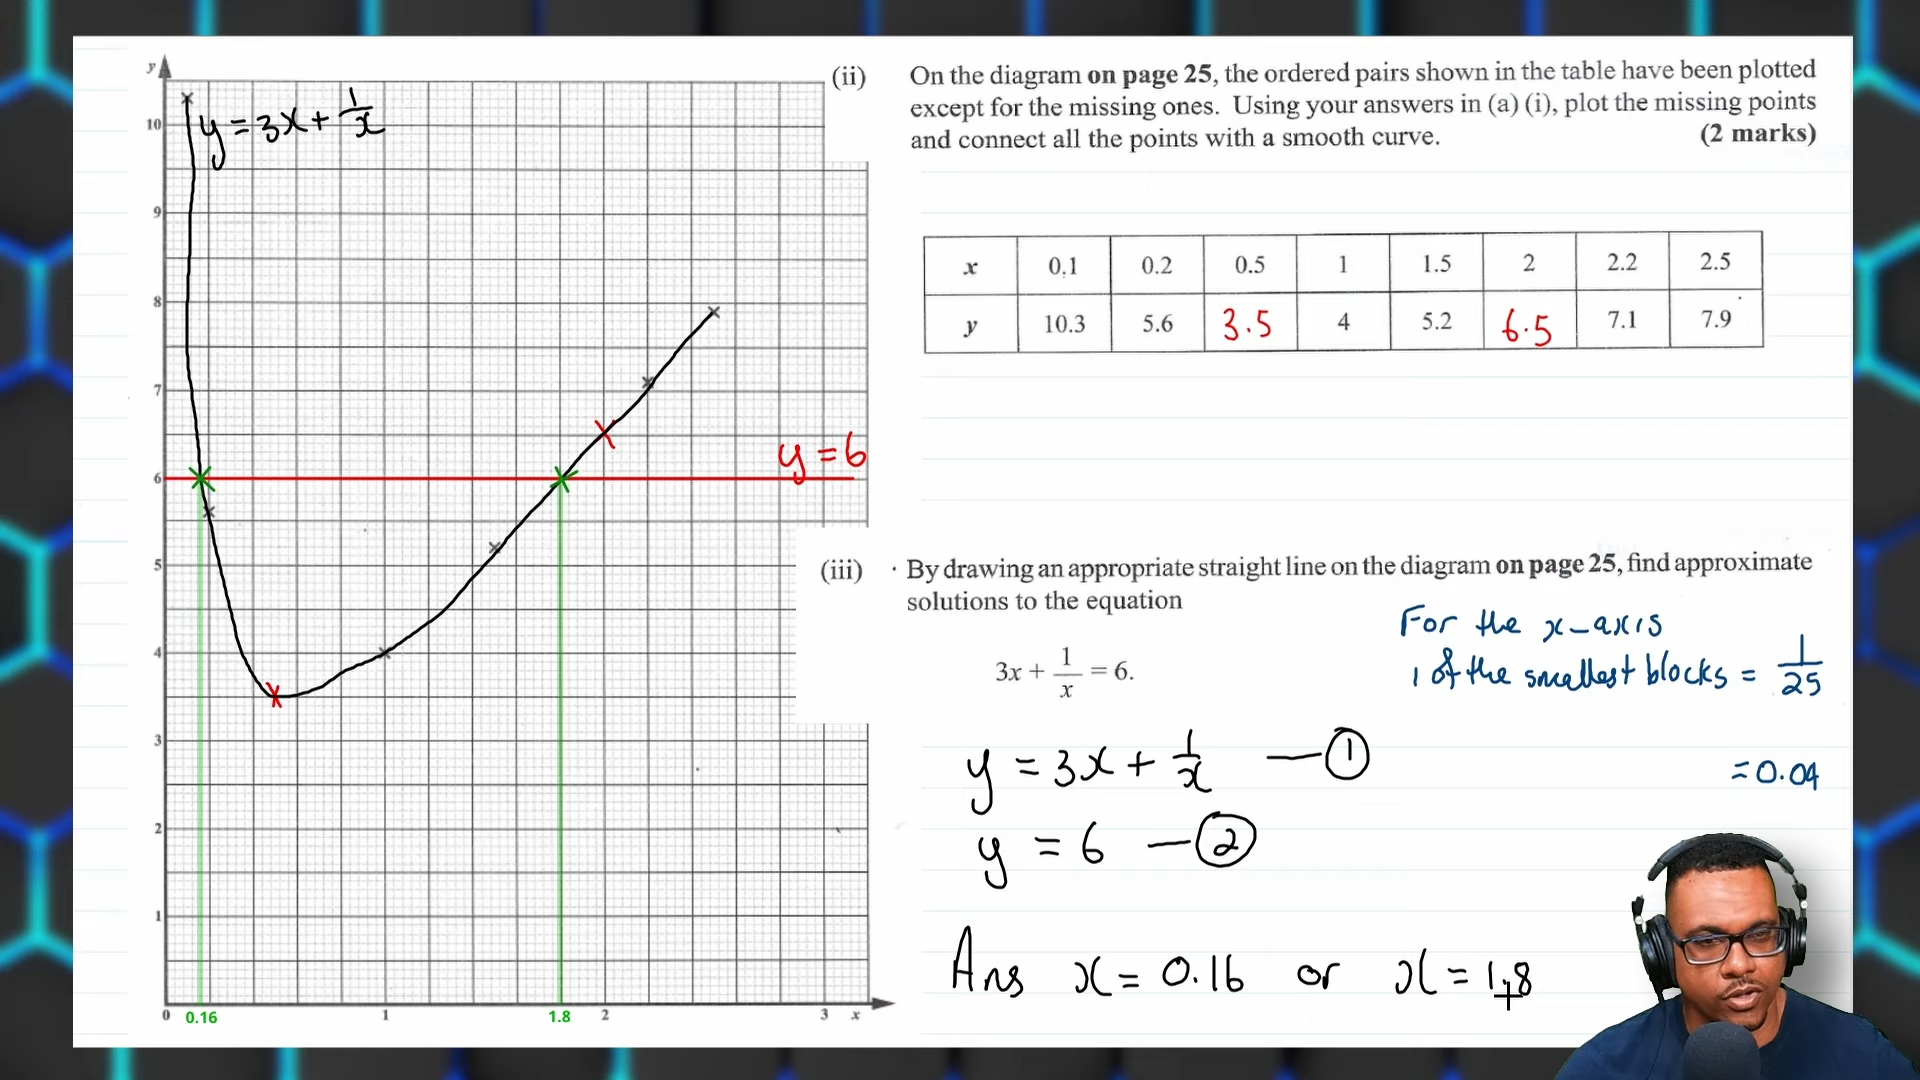 y
10
9
8
7
6
5
4
3
2
1
0
0.16
1
1.8
2
3
x
y = 3x + 1/x
y = 6
(ii) On the diagram on page 25, the ordered pairs shown in the table have been plotted
except for the missing ones. Using your answers in (a) (i), plot the missing points
and connect all the points with a smooth curve. (2 marks)
x 0.1 0.2 0.5 1 1.5 2 2.2 2.5
y 10.3 5.6 3.5 4 5.2 6.5 7.1 7.9
(iii) By drawing an appropriate straight line on the diagram on page 25, find approximate
solutions to the equation
3x + 1/x = 6.
For the x-axis
1 of the smallest blocks = 1/25
= 0.04
y = 3x + 1/x — ①
y = 6 — ②
Ans x = 0.16 or x = 1.8